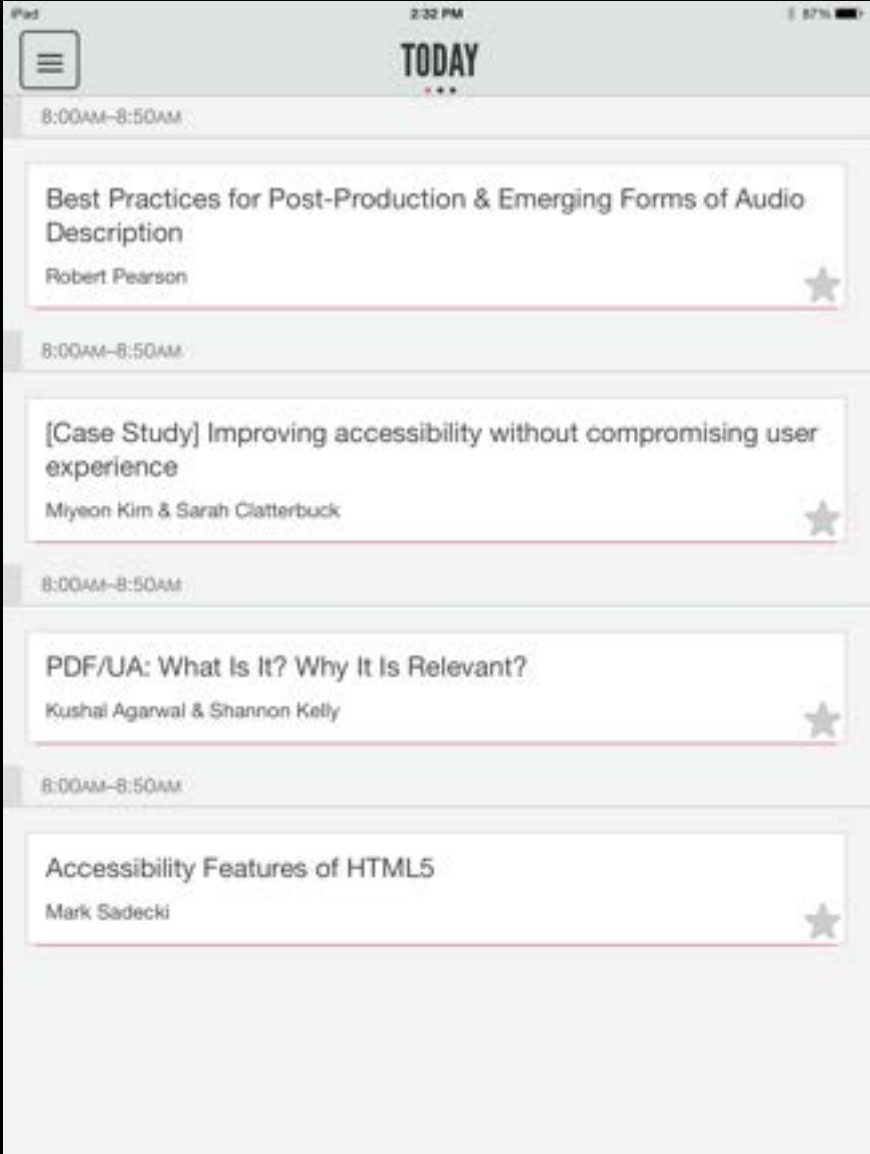 iPad 2:32 PM 87%
TODAY
8:00AM–8:50AM
Best Practices for Post-Production & Emerging Forms of Audio
Description
Robert Pearson
8:00AM–8:50AM
[Case Study] Improving accessibility without compromising user
experience
Miyeon Kim & Sarah Clatterbuck
8:00AM–8:50AM
PDF/UA: What Is It? Why It Is Relevant?
Kushal Agarwal & Shannon Kelly
8:00AM–8:50AM
Accessibility Features of HTML5
Mark Sadecki